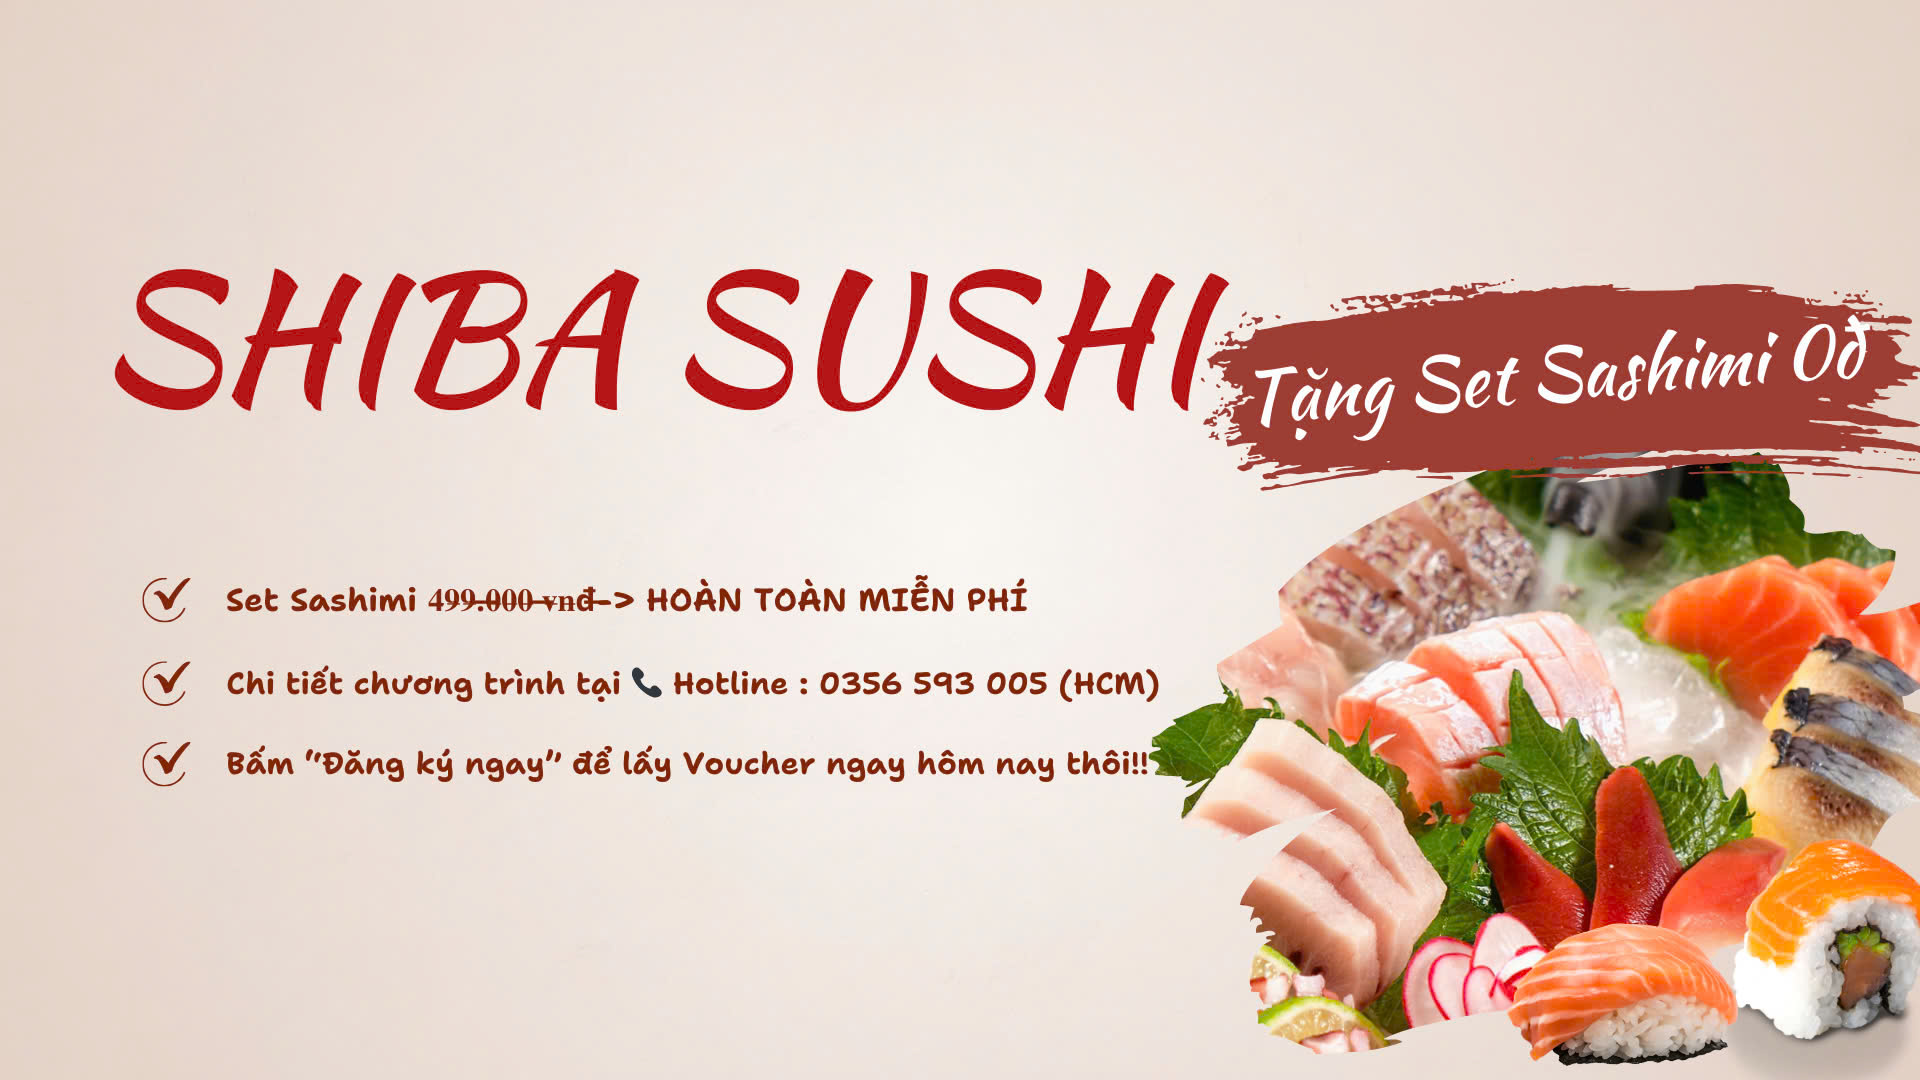 SHIBA SUSHI
Tặng Set Sashimi 0đ
Set Sashimi 499.000 vnđ -> HOÀN TOÀN MIỄN PHÍ
Chi tiết chương trình tại 📞 Hotline : 0356 593 005 (HCM)
Bấm "Đăng ký ngay" để lấy Voucher ngay hôm nay thôi!!